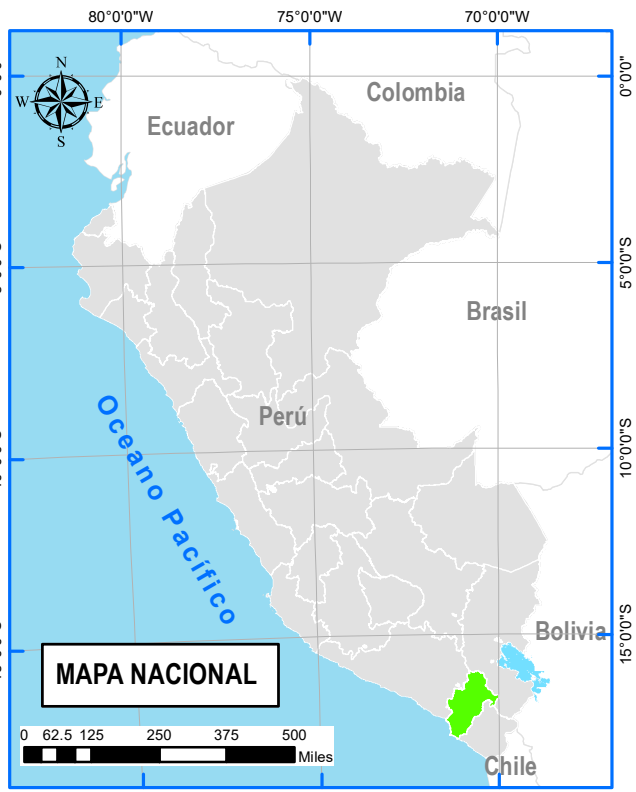 80°0'0"W 75°0'0"W 70°0'0"W
N
W E
S
0°0'0"
Colombia
Ecuador
5°0'0"S
Brasil
Perú
Oceano Pacífico
10°0'0"S
Bolivia
15°0'0"S
MAPA NACIONAL
0 62.5 125 250 375 500
Miles
Chile